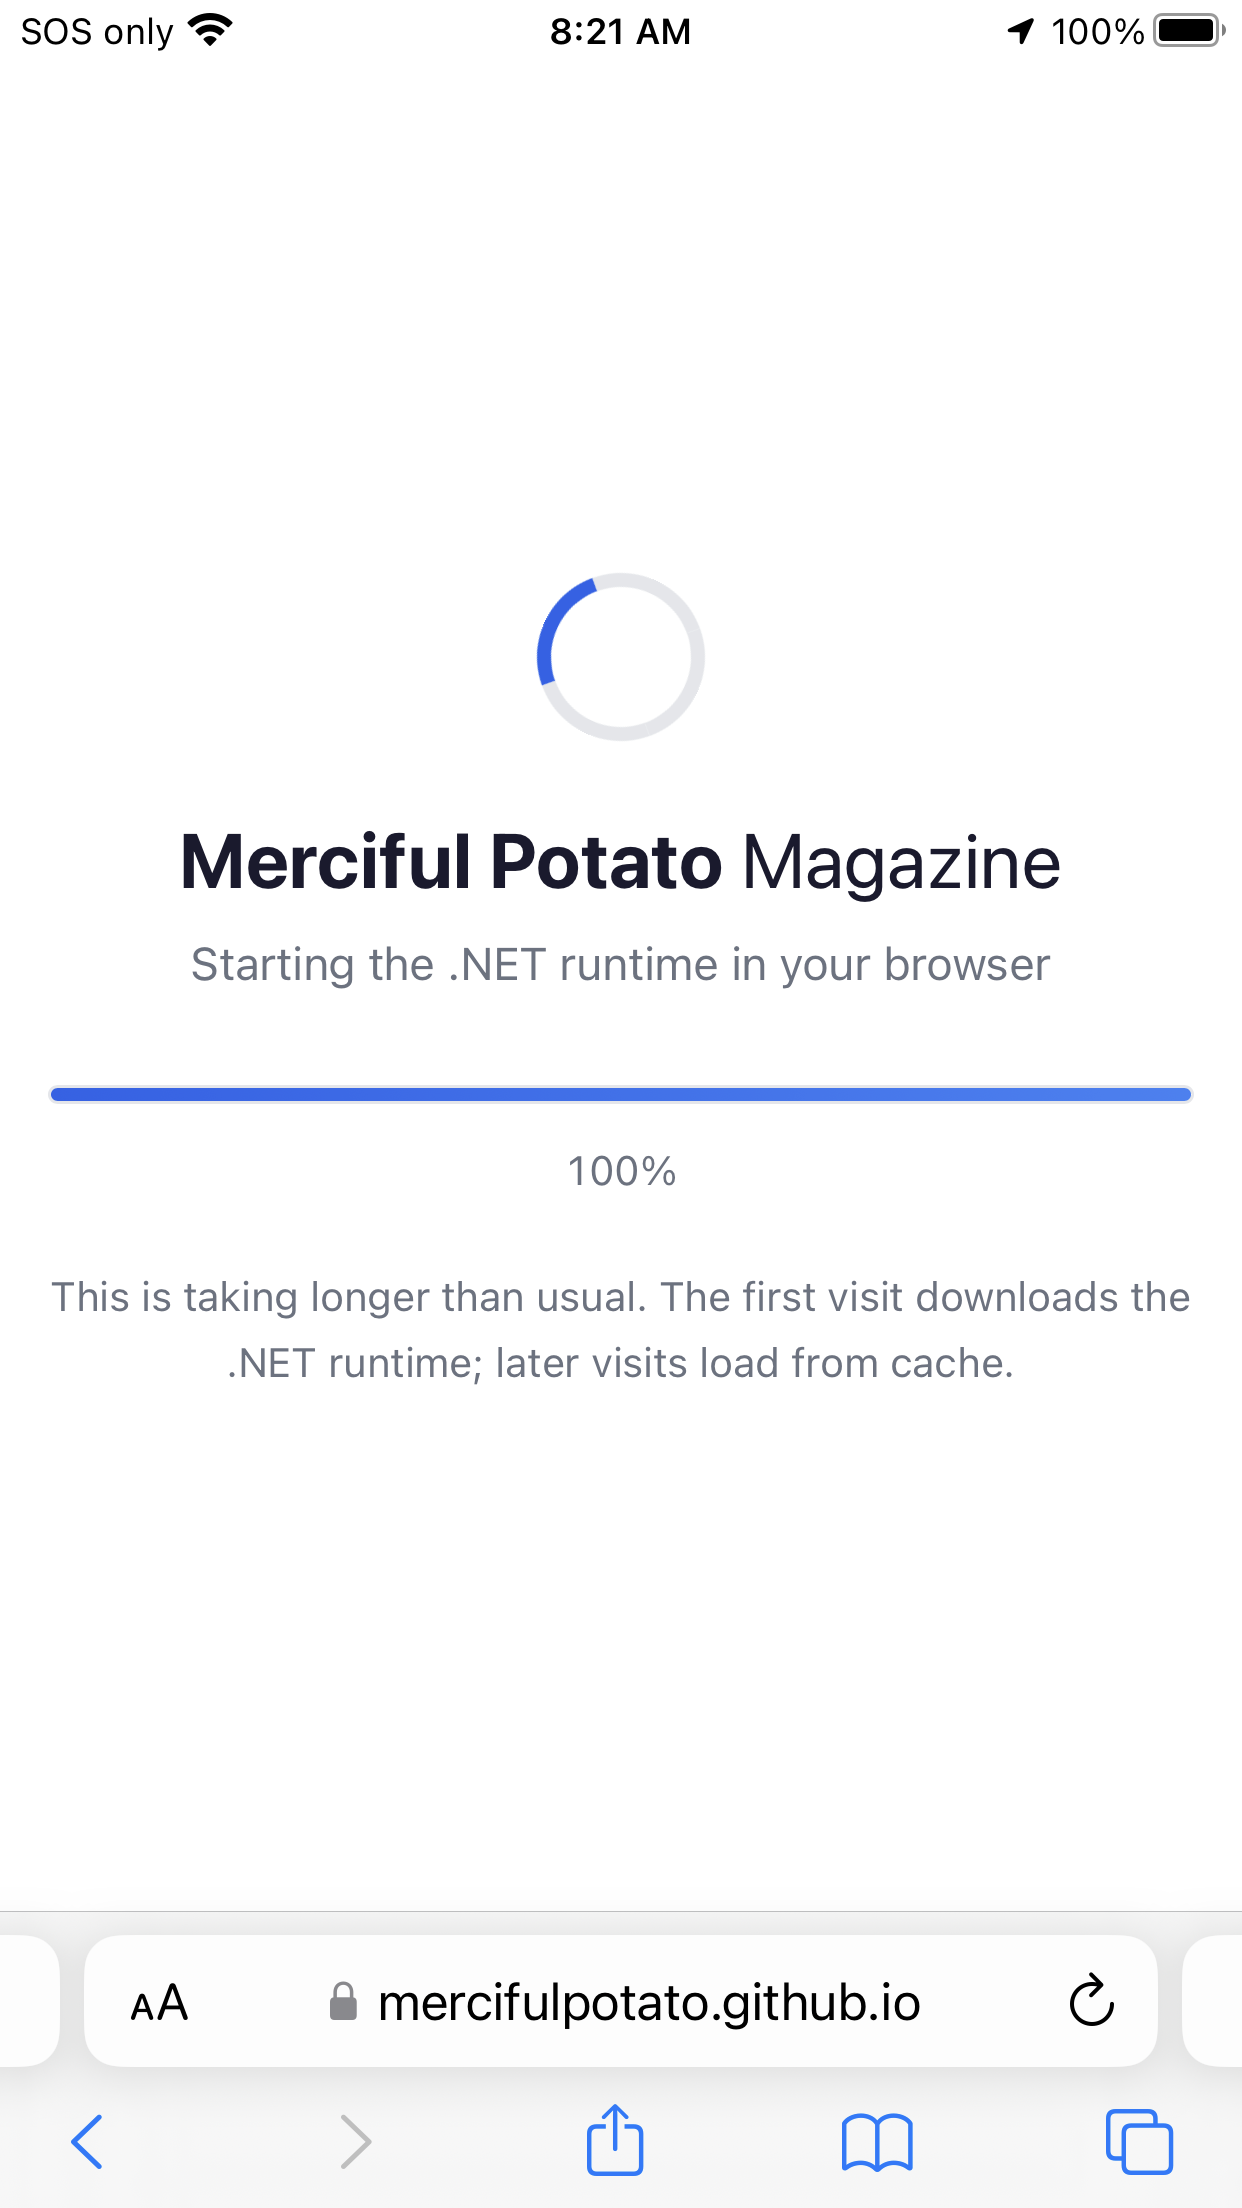 SOS only
8:21 AM
100%
Merciful Potato Magazine
Starting the .NET runtime in your browser
100%
This is taking longer than usual. The first visit downloads the
.NET runtime; later visits load from cache.
AA
mercifulpotato.github.io